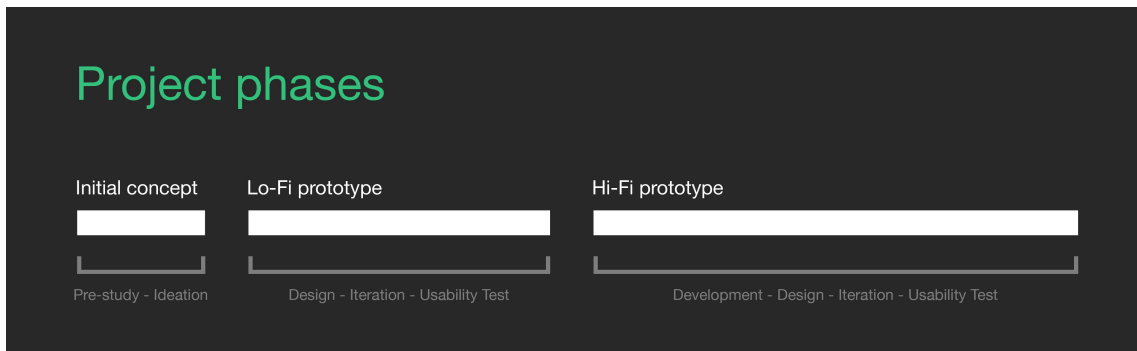 Project phases
Initial concept
Lo-Fi prototype
Hi-Fi prototype
Pre-study - Ideation
Design - Iteration - Usability Test
Development - Design - Iteration - Usability Test